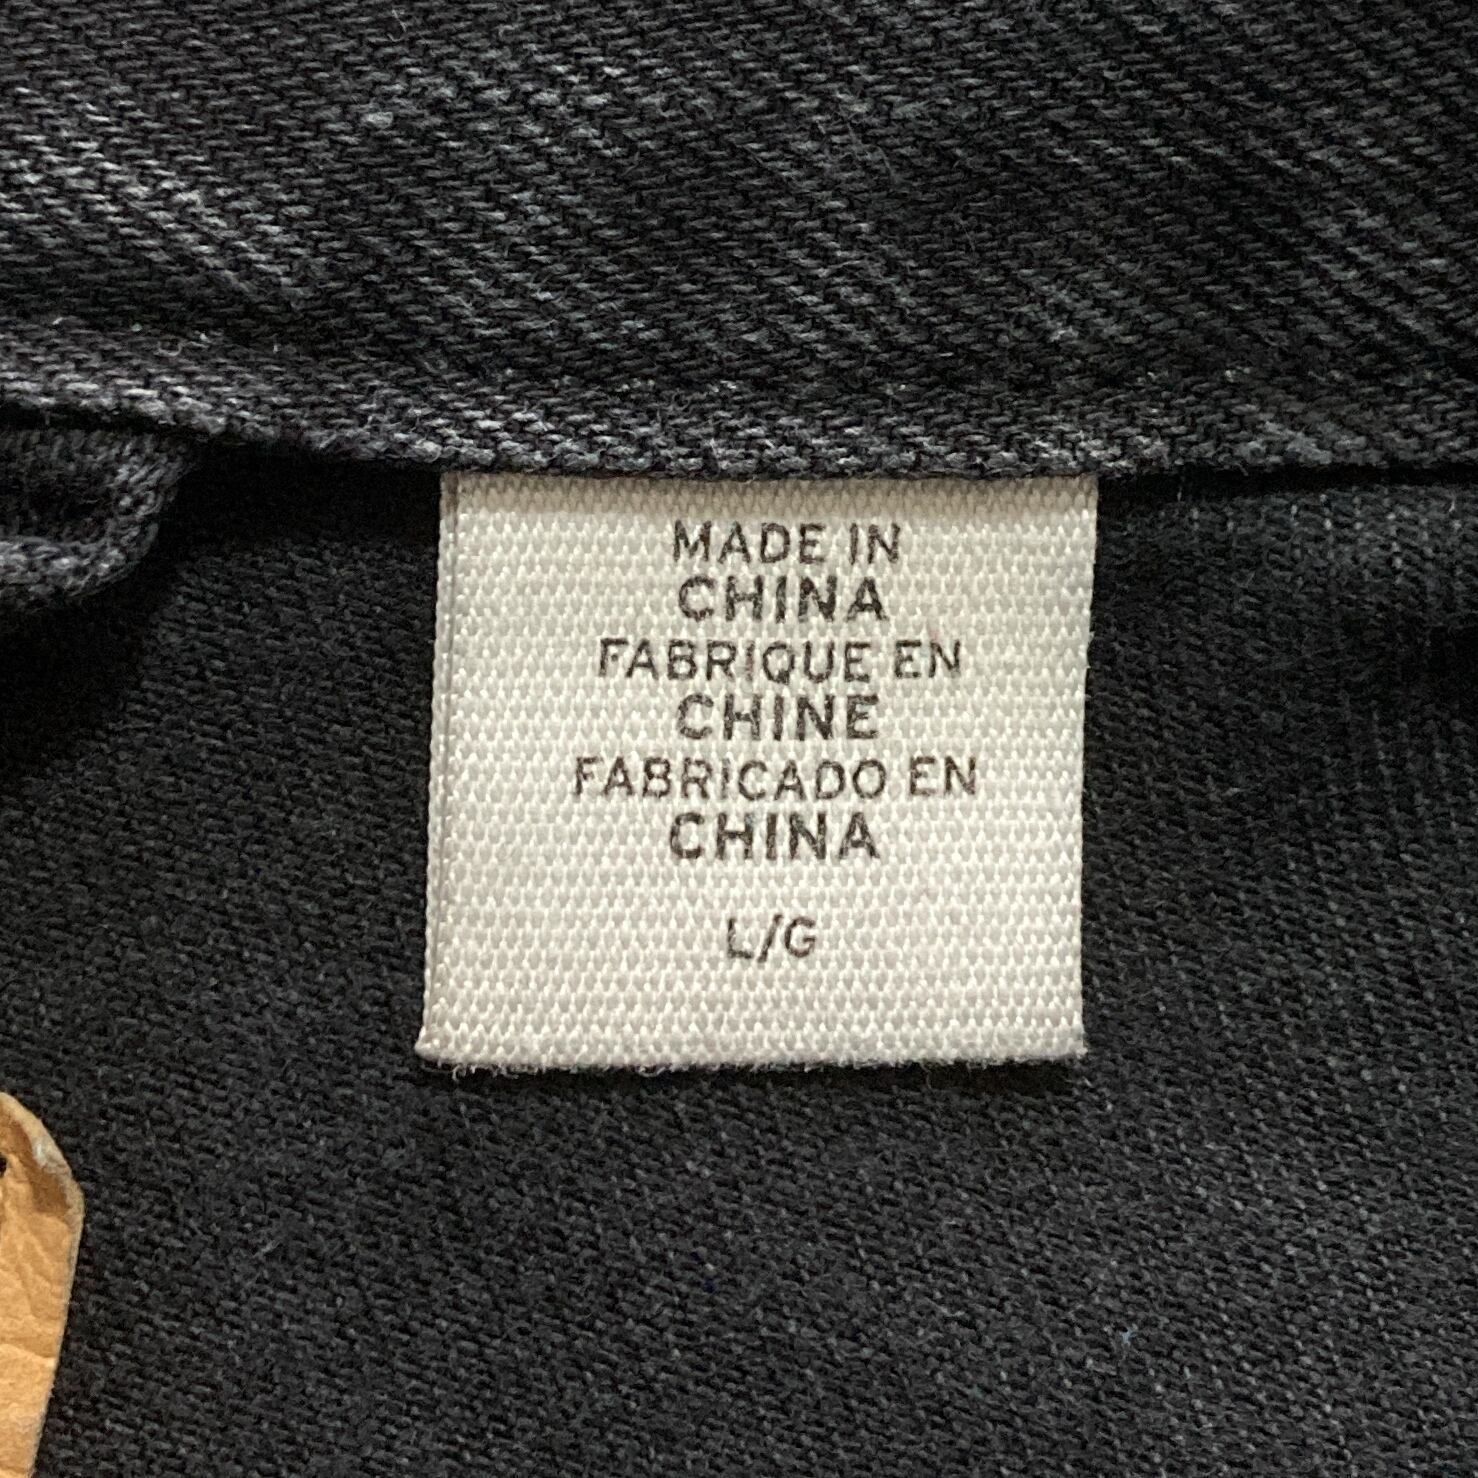 MADE IN
CHINA
FABRIQUE EN
CHINE
FABRICADO EN
CHINA
L/G